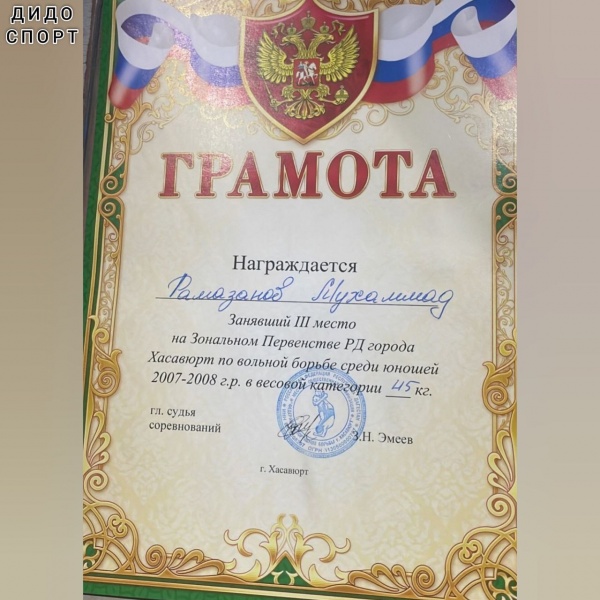 ДИДО
СПОРТ
ГРАМОТА
Награждается
Рамазанов Мухаммад
Занявший III место
на Зональном Первенстве РД города
Хасавюрт по вольной борьбе среди юношей
2007-2008 г.р. в весовой категории 45 кг.
гл. судья
соревнований
З.Н. Эмеев
г. Хасавюрт